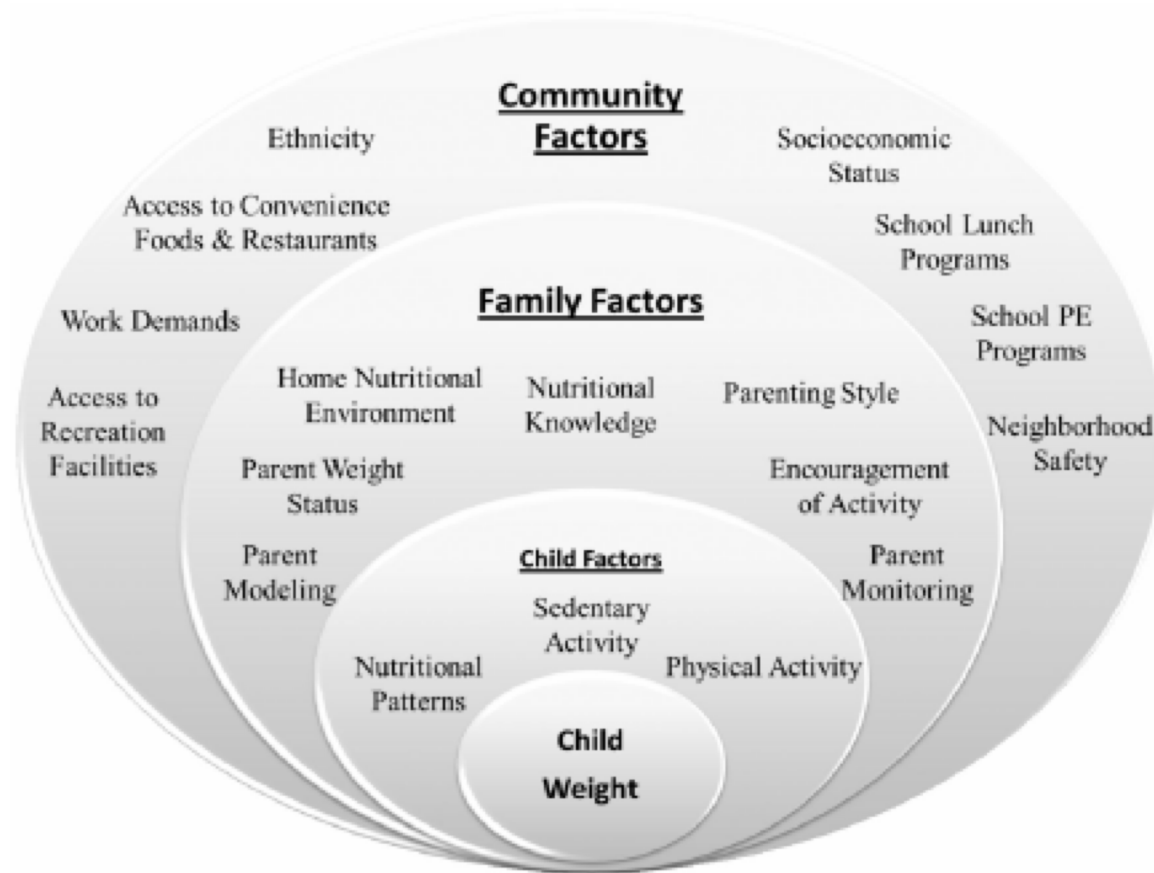 Community
Factors
Ethnicity
Socioeconomic
Status
Access to Convenience
Foods & Restaurants
School Lunch
Programs
Work Demands
School PE
Programs
Access to
Recreation
Facilities
Neighborhood
Safety
Family Factors
Home Nutritional
Environment
Nutritional
Knowledge
Parenting Style
Parent Weight
Status
Encouragement
of Activity
Parent
Modeling
Parent
Monitoring
Child Factors
Sedentary
Activity
Nutritional
Patterns
Physical Activity
Child
Weight